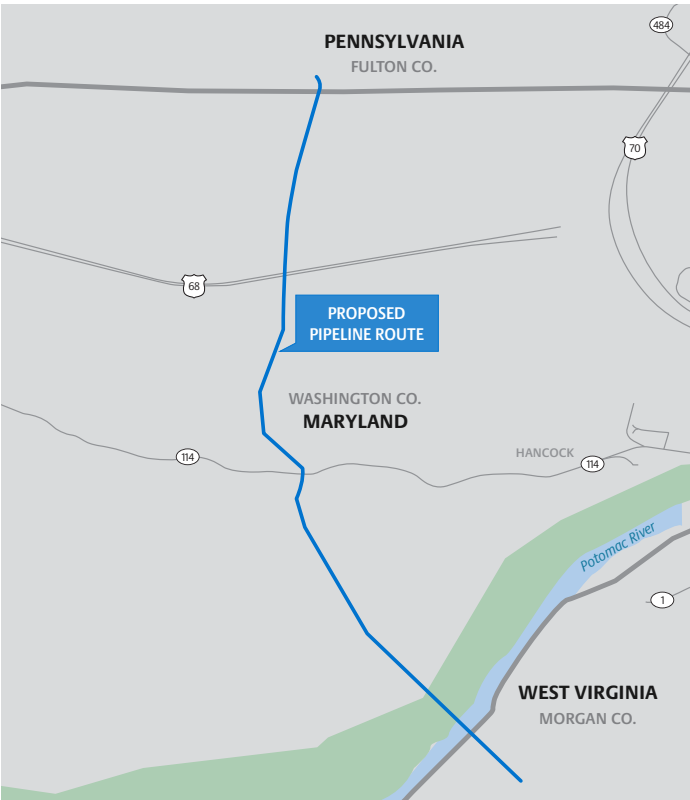 484
PENNSYLVANIA
FULTON CO.
70
68
PROPOSED
PIPELINE ROUTE
WASHINGTON CO.
MARYLAND
HANCOCK
114
114
Potomac River
1
WEST VIRGINIA
MORGAN CO.